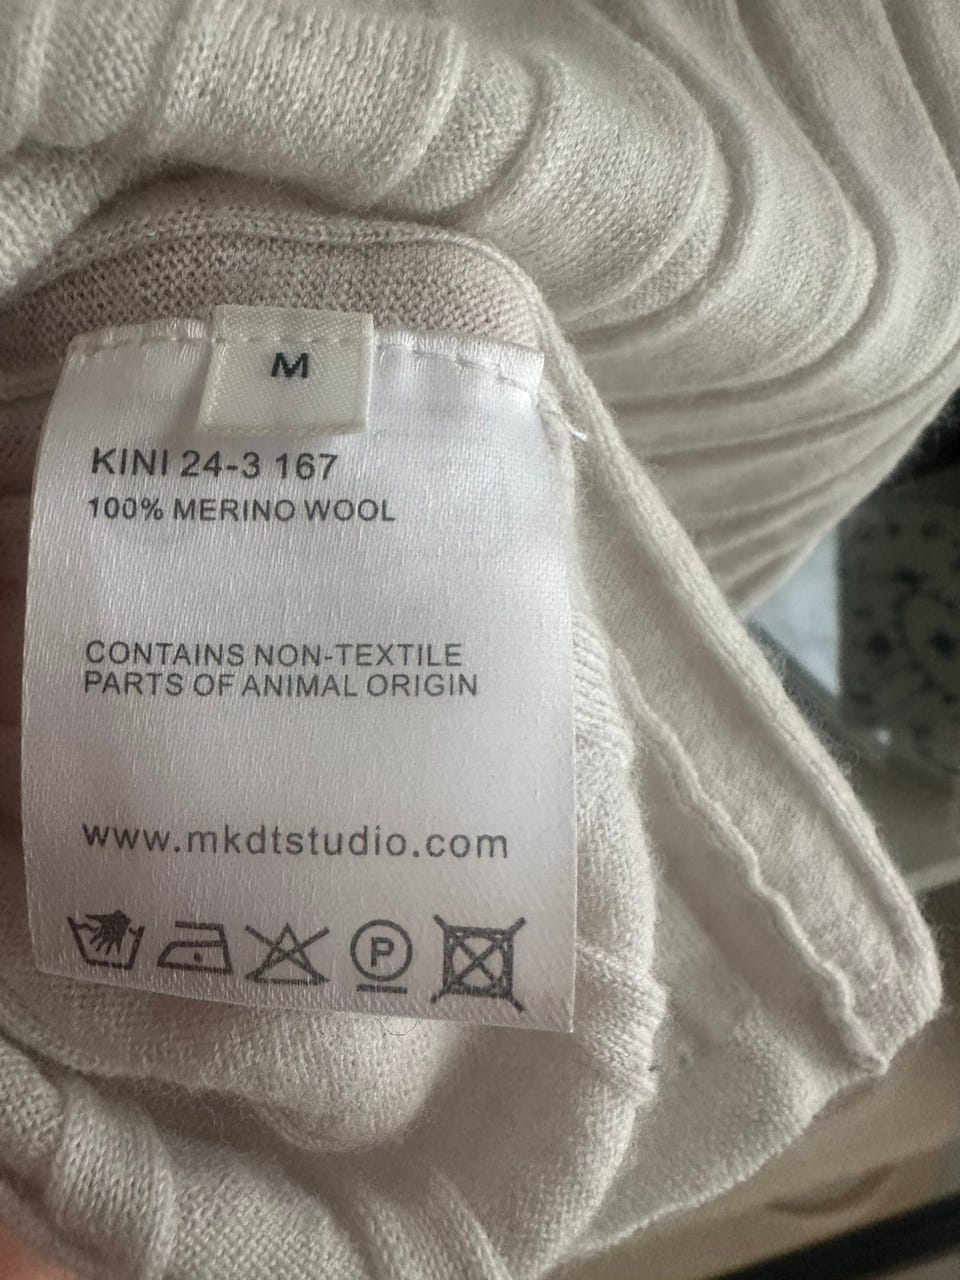 M
KINI 24-3 167
100% MERINO WOOL
CONTAINS NON-TEXTILE
PARTS OF ANIMAL ORIGIN
www.mkdtstudio.com
P